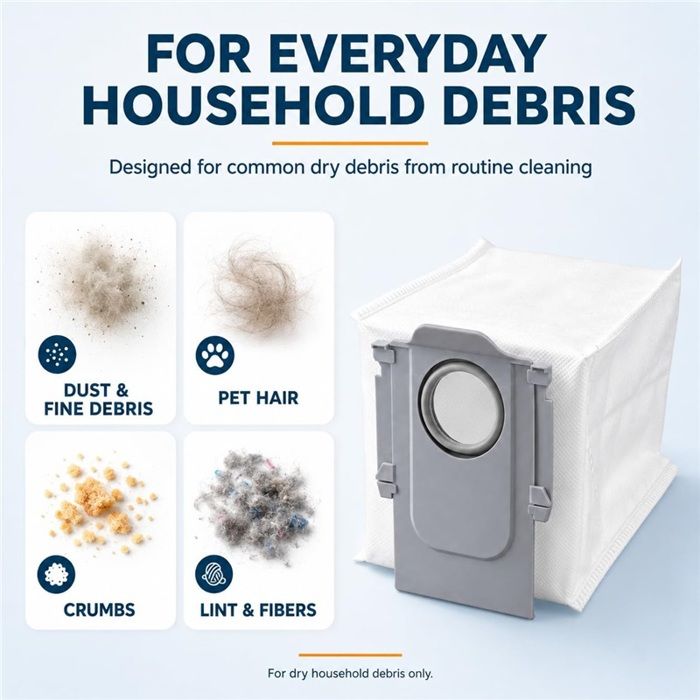 FOR EVERYDAY
HOUSEHOLD DEBRIS
Designed for common dry debris from routine cleaning
DUST &
FINE DEBRIS
PET HAIR
CRUMBS
LINT & FIBERS
For dry household debris only.